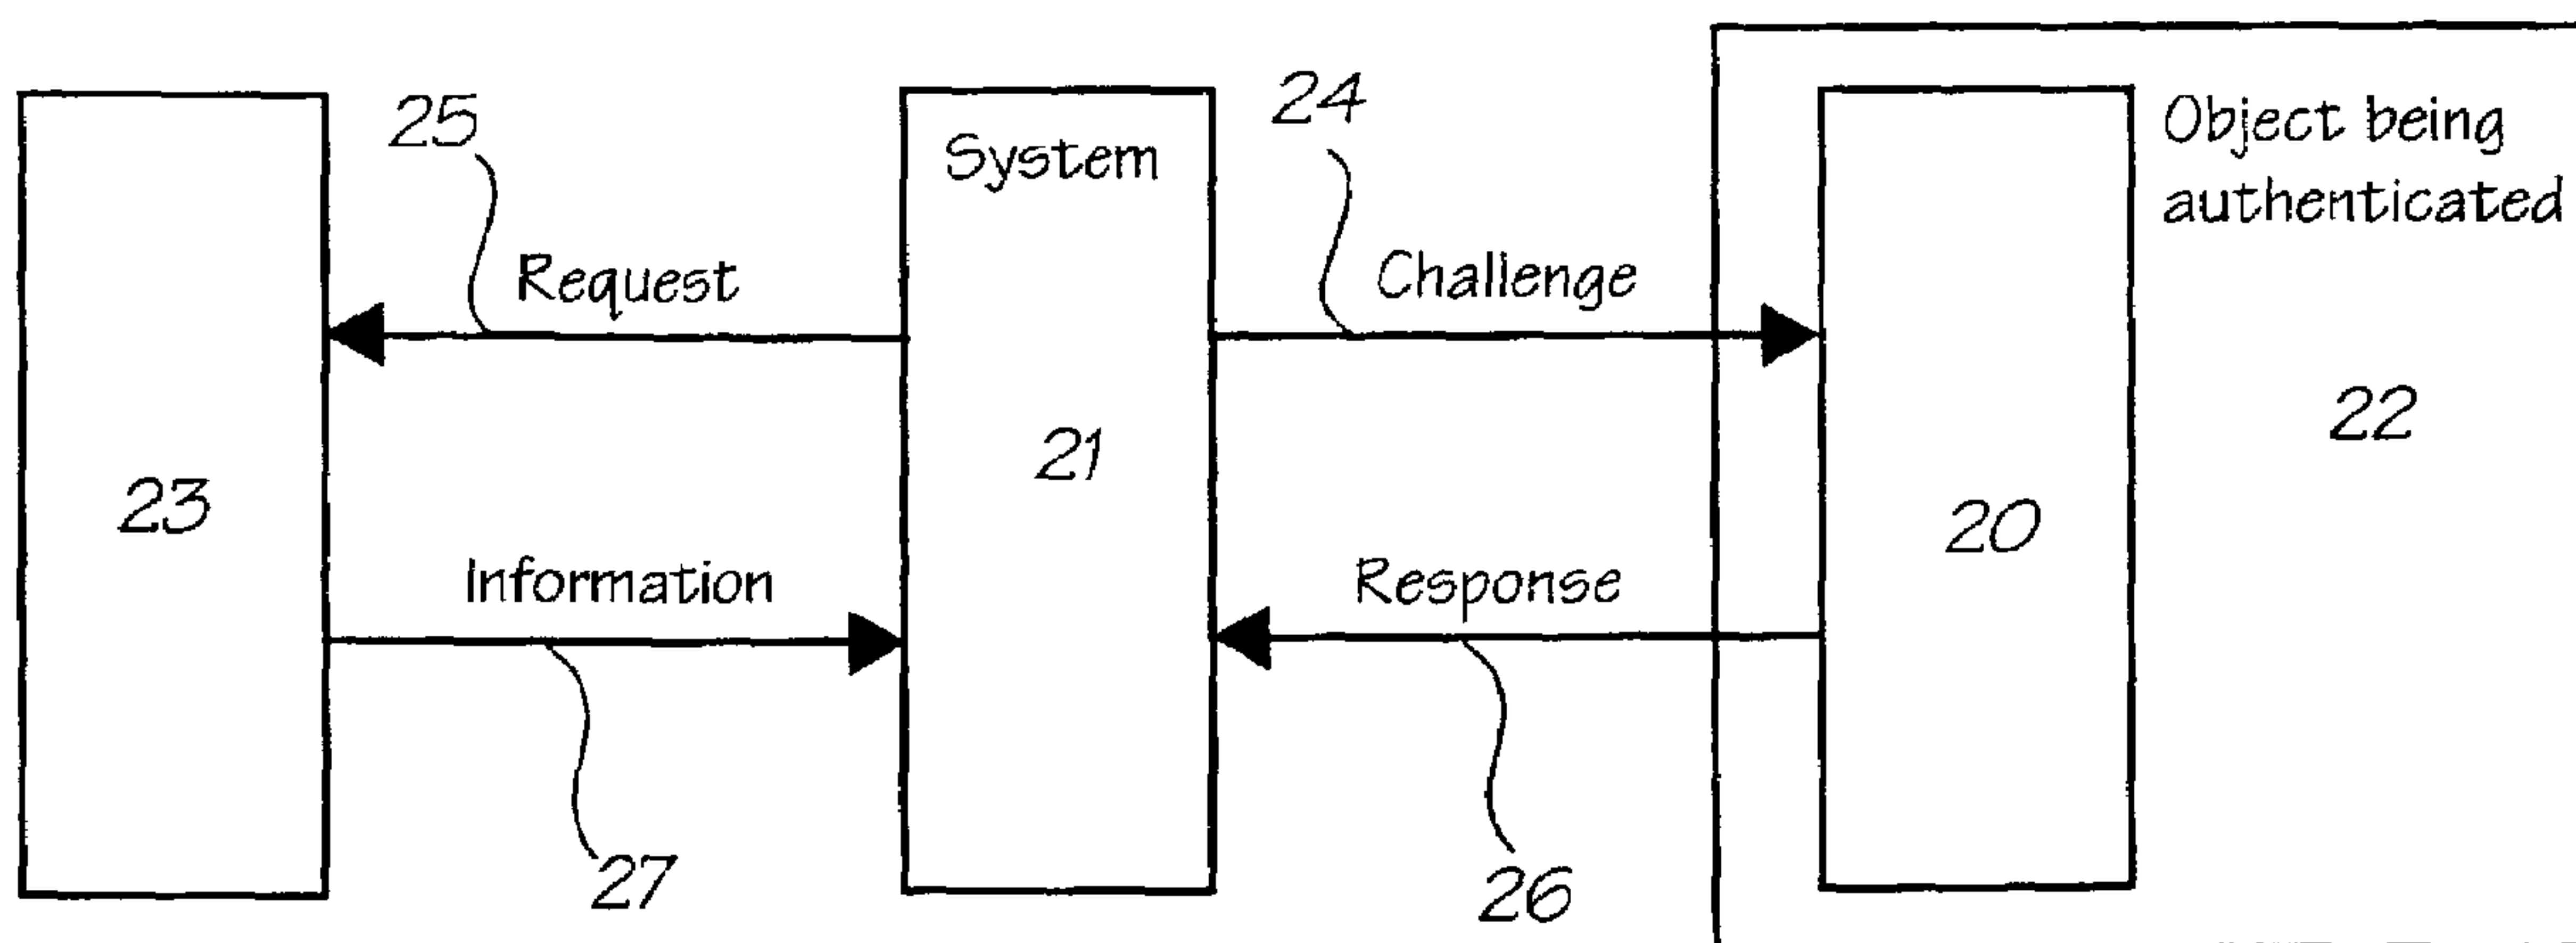 25
24
System
Object being
authenticated
Request
Challenge
22
21
23
20
Information
Response
27
26